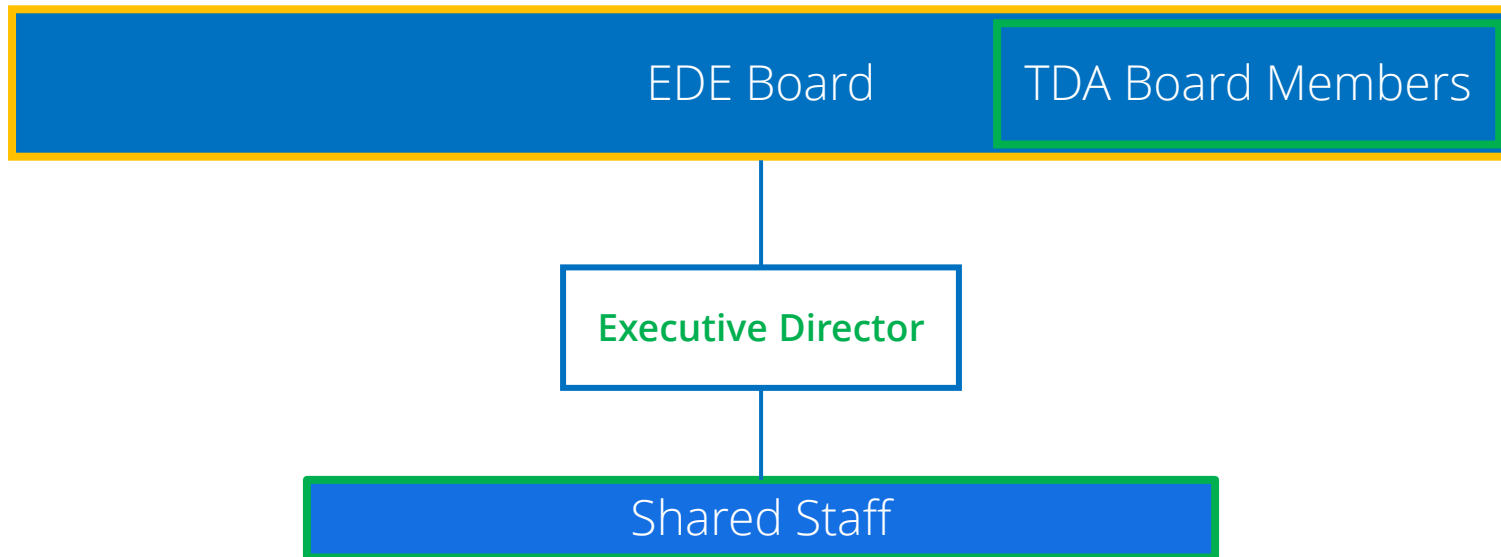 EDE Board
TDA Board Members
Executive Director
Shared Staff